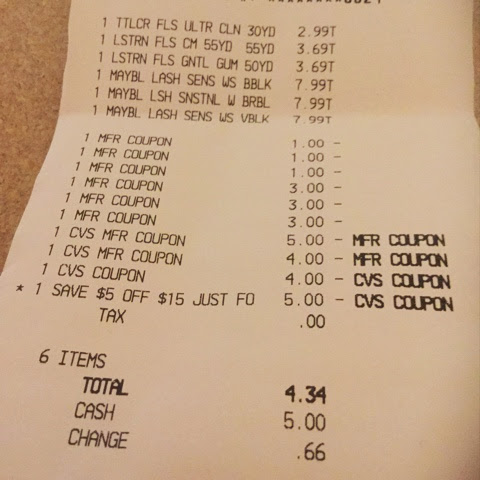 1 TTLCR FLS ULTR CLN 30YD 2.99T
1 LSTRN FLS CM 55YD 55YD 3.69T
1 LSTRN FLS GNTL GUM 50YD 3.69T
1 MAYBL LASH SENS WS BBLK 7.99T
1 MAYBL LSH SNSTNL W BRBL 7.99T
1 MAYBL LASH SENS WS VBLK 7.99T
1 MFR COUPON 1.00 -
1 MFR COUPON 1.00 -
1 MFR COUPON 1.00 -
1 MFR COUPON 3.00 -
1 MFR COUPON 3.00 -
1 MFR COUPON 3.00 -
1 CVS MFR COUPON 5.00 - MFR COUPON
1 CVS MFR COUPON 4.00 - MFR COUPON
1 CVS COUPON 4.00 - CVS COUPON
* 1 SAVE $5 OFF $15 JUST FO 5.00 - CVS COUPON
TAX .00
6 ITEMS
TOTAL 4.34
CASH 5.00
CHANGE .66